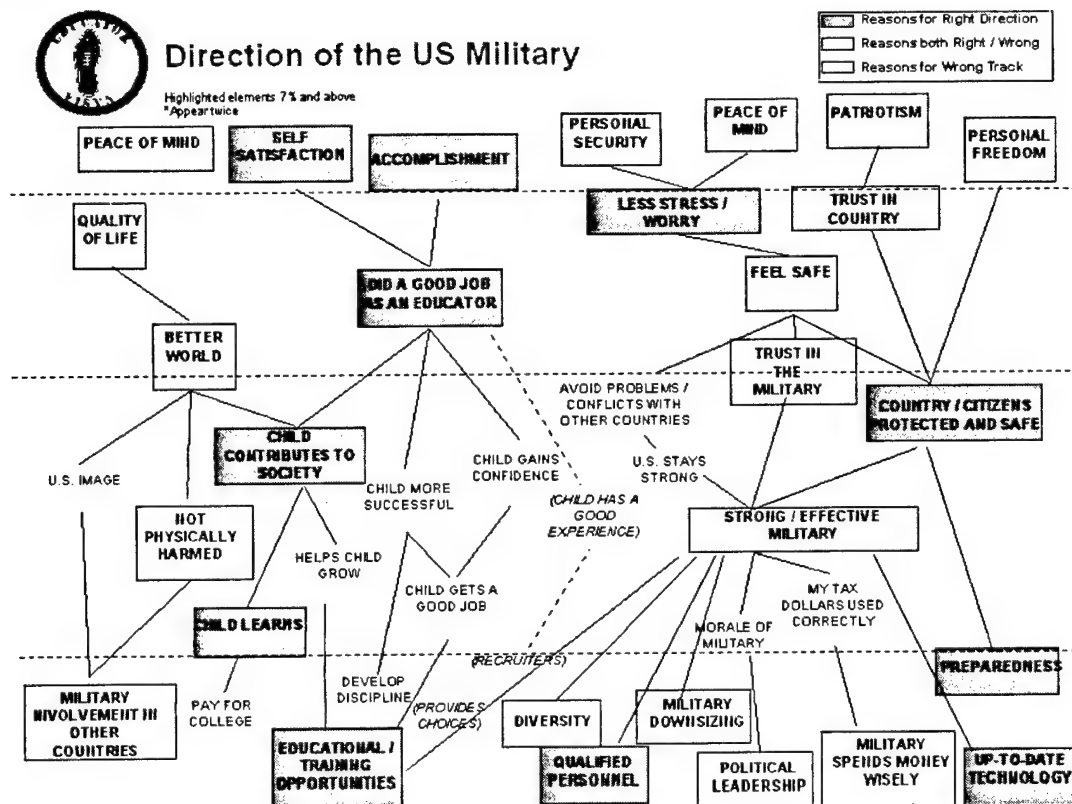 EDUCATOR
VISTA
Direction of the US Military
Highlighted elements 7% and above
*Appear twice
Reasons for Right Direction
Reasons both Right / Wrong
Reasons for Wrong Track
PEACE OF MIND
SELF
SATISFACTION
ACCOMPLISHMENT
PERSONAL
SECURITY
PEACE OF
MIND
PATRIOTISM
PERSONAL
FREEDOM
QUALITY
OF LIFE
LESS STRESS /
WORRY
TRUST IN
COUNTRY
DID A GOOD JOB
AS AN EDUCATOR
FEEL SAFE
BETTER
WORLD
TRUST IN
THE
MILITARY
AVOID PROBLEMS /
CONFLICTS WITH
OTHER COUNTRIES
COUNTRY / CITIZENS
PROTECTED AND SAFE
CHILD
CONTRIBUTES TO
SOCIETY
U.S. IMAGE
CHILD MORE
SUCCESSFUL
CHILD GAINS
CONFIDENCE
U.S. STAYS
STRONG
(CHILD HAS A
GOOD
EXPERIENCE)
NOT
PHYSICALLY
HARMED
STRONG / EFFECTIVE
MILITARY
HELPS CHILD
GROW
CHILD GETS A
GOOD JOB
MY TAX
DOLLARS USED
CORRECTLY
CHILD LEARNS
MORALE OF
MILITARY
(RECRUITERS)
PREPAREDNESS
MILITARY
INVOLVEMENT IN
OTHER
COUNTRIES
PAY FOR
COLLEGE
DEVELOP
DISCIPLINE
(PROVIDES
CHOICES)
DIVERSITY
MILITARY
DOWNSIZING
EDUCATIONAL /
TRAINING
OPPORTUNITIES
QUALIFIED
PERSONNEL
POLITICAL
LEADERSHIP
MILITARY
SPENDS MONEY
WISELY
UP-TO-DATE
TECHNOLOGY